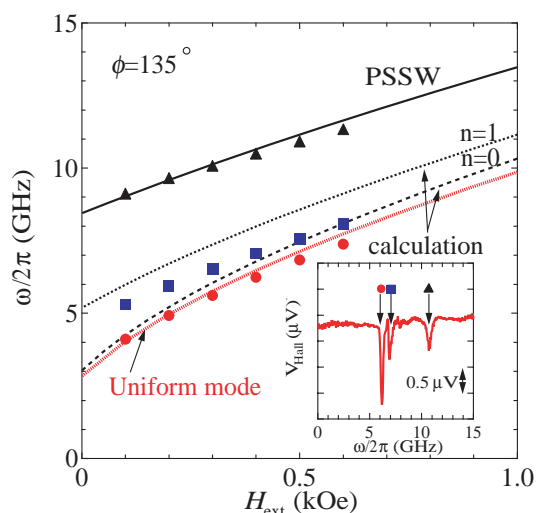 15
10
5
0
ω/2π (GHz)
ϕ=135°
PSSW
n=1
n=0
calculation
Uniform mode
V_Hall (μV)
0.5 μV
0 5 10 15
ω/2π (GHz)
0 0.5 1.0
H_ext (kOe)